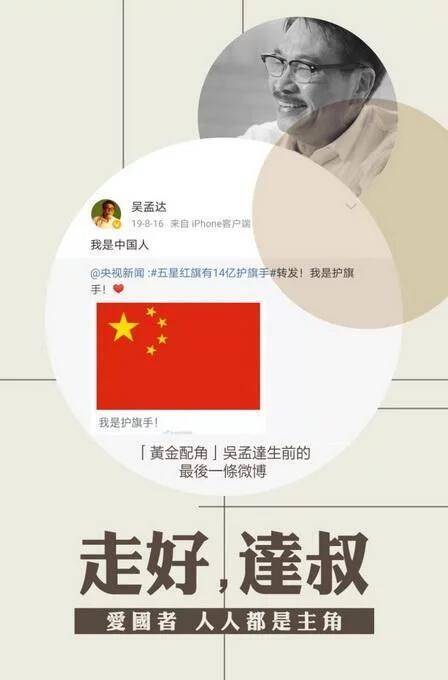 吴孟达
19-8-16 来自 iPhone客户端
我是中国人
@央视新闻 :#五星红旗有14亿护旗手#转发！我是护旗
手！
我是护旗手！
「黃金配角」吳孟達生前的
最後一條微博
走好,達叔
愛國者 人人都是主角